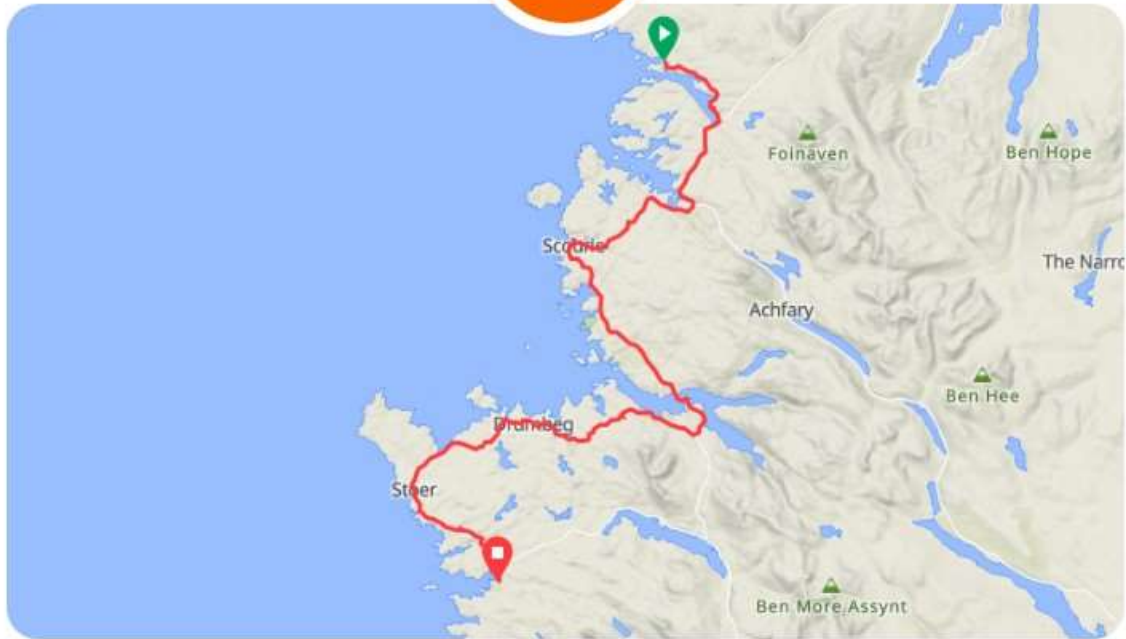 Foinaven
Ben Hope
Scourie
The Narro
Achfary
Ben Hee
Drumbeg
Stoer
Ben More Assynt